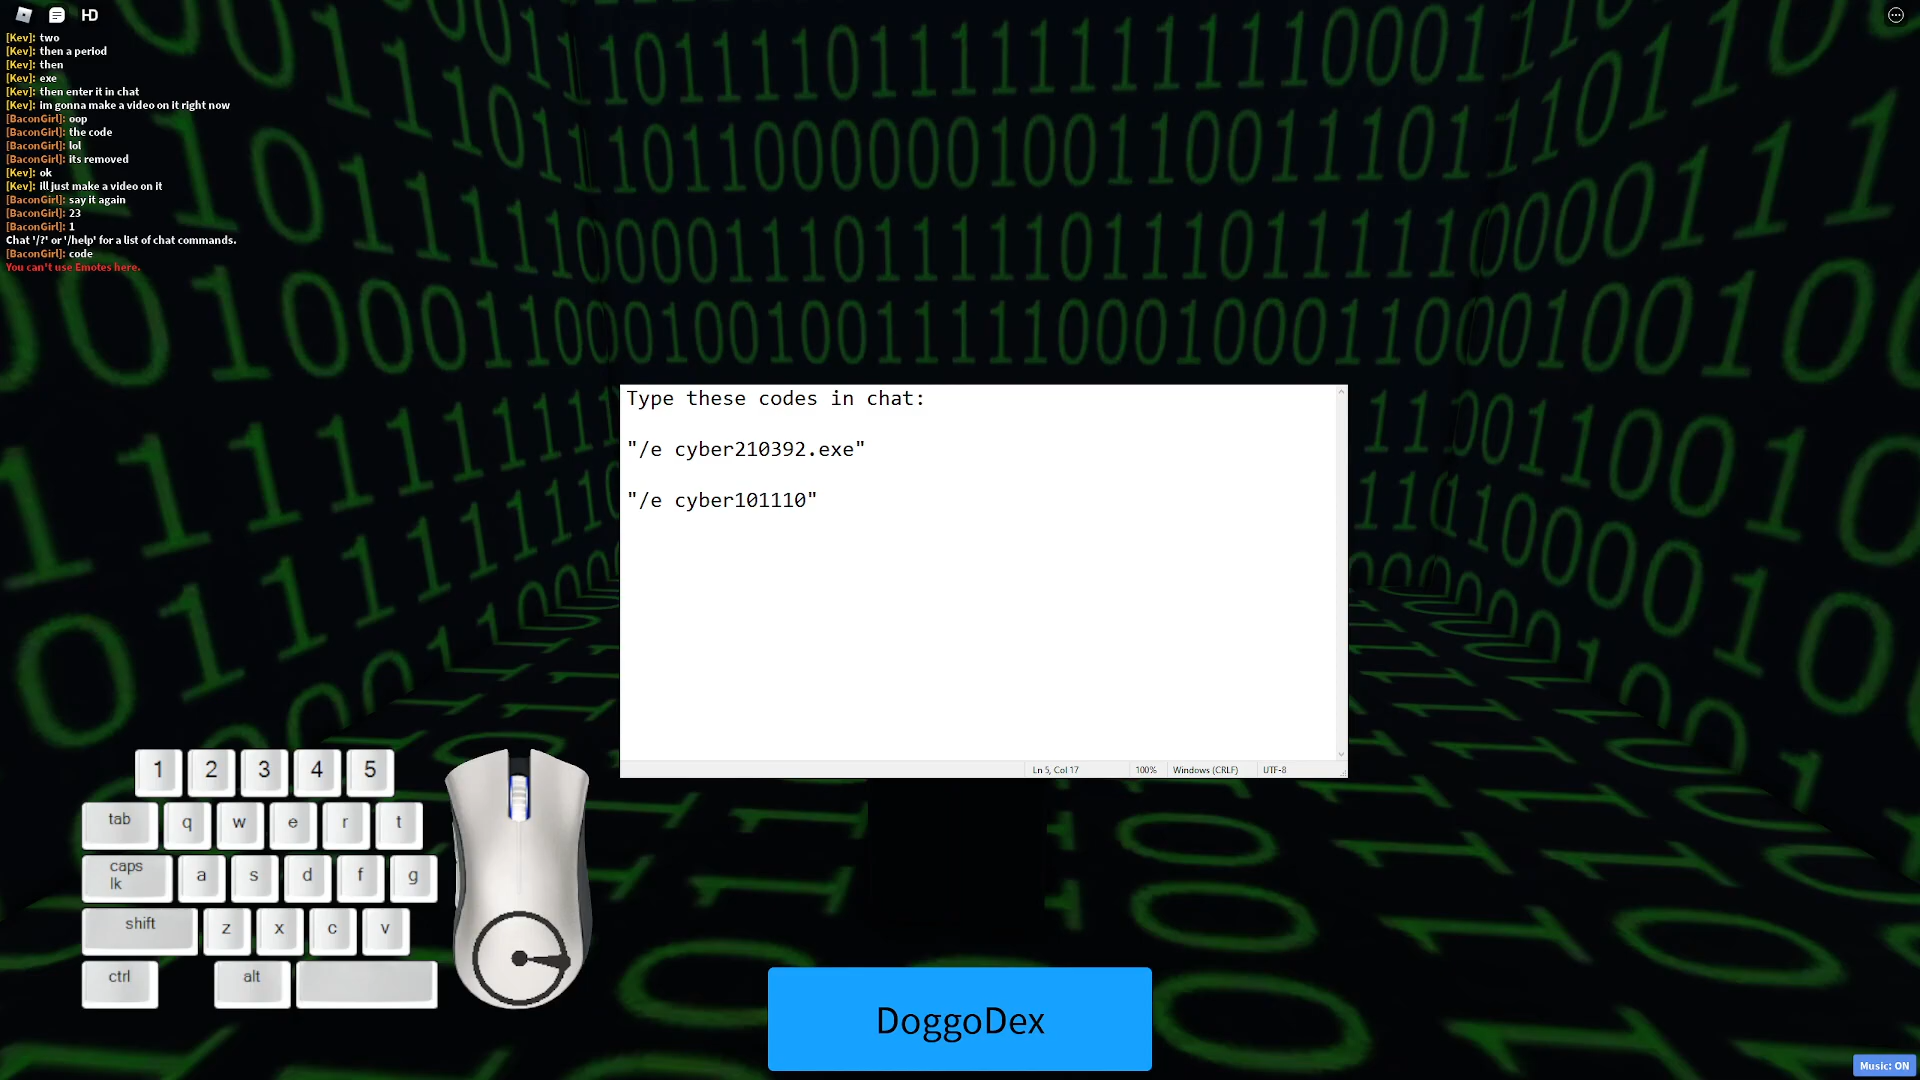 HD
[Kev]: two
[Kev]: then a period
[Kev]: then
[Kev]: exe
[Kev]: then enter it in chat
[Kev]: im gonna make a video on it right now
[BaconGirl]: oop
[BaconGirl]: the code
[BaconGirl]: lol
[BaconGirl]: its removed
[Kev]: ok
[Kev]: ill just make a video on it
[BaconGirl]: say it again
[BaconGirl]: 23
[BaconGirl]: 1
Chat '/?' or '/help' for a list of chat commands.
[BaconGirl]: code
You can't use Emotes here.
Type these codes in chat:
"/e cyber210392.exe"
"/e cyber101110"
Ln 5, Col 17 100% Windows (CRLF) UTF-8
1 2 3 4 5
tab q w e r t
caps lk a s d f g
shift z x c v
ctrl alt
DoggoDex
Music: ON